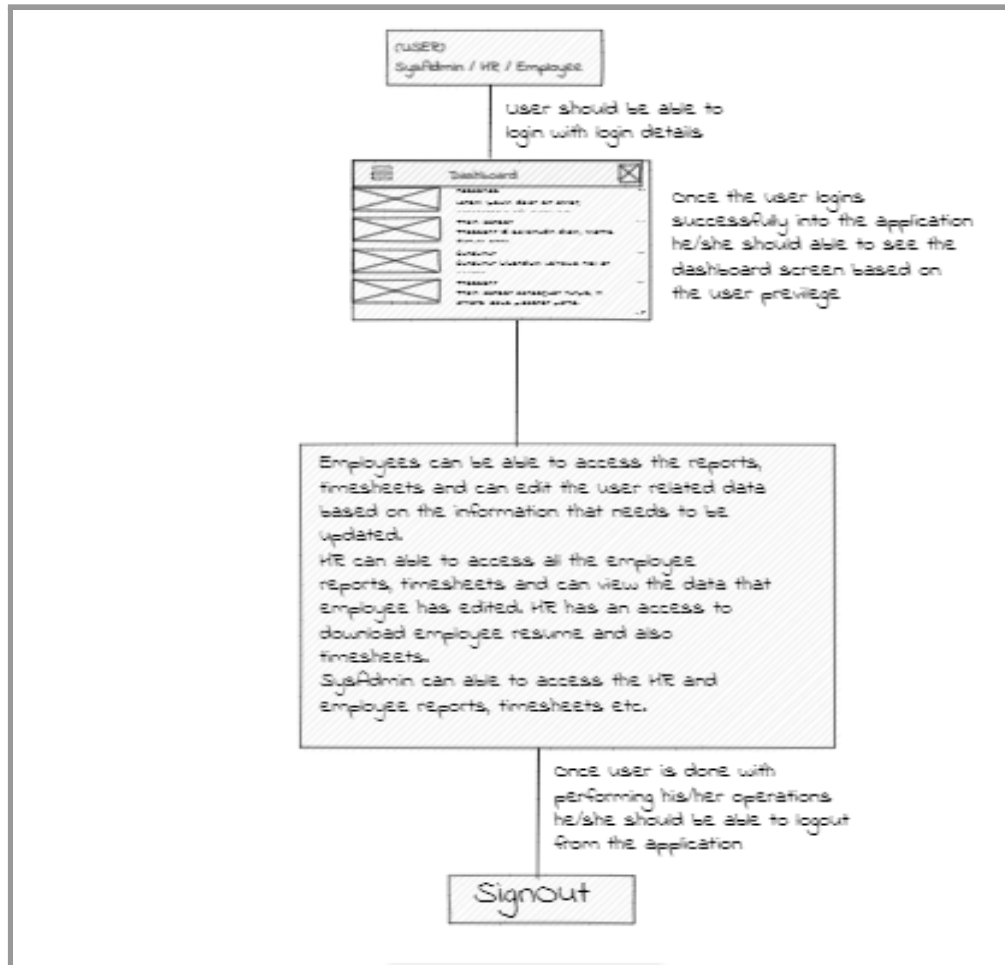 (USER)
SysAdmin / HR / Employee
User should be able to
login with login details
Dashboard
Once the user logins
successfully into the application
he/she should able to see the
dashboard screen based on
the user previlege
Employees can be able to access the reports,
timesheets and can edit the user related data
based on the information that needs to be
updated.
HR can able to access all the employee
reports, timesheets and can view the data that
employee has edited. HR has an access to
download employee resume and also
timesheets.
SysAdmin can able to access the HR and
employee reports, timesheets etc.
Once user is done with
performing his/her operations
he/she should be able to logout
from the application
SignOut